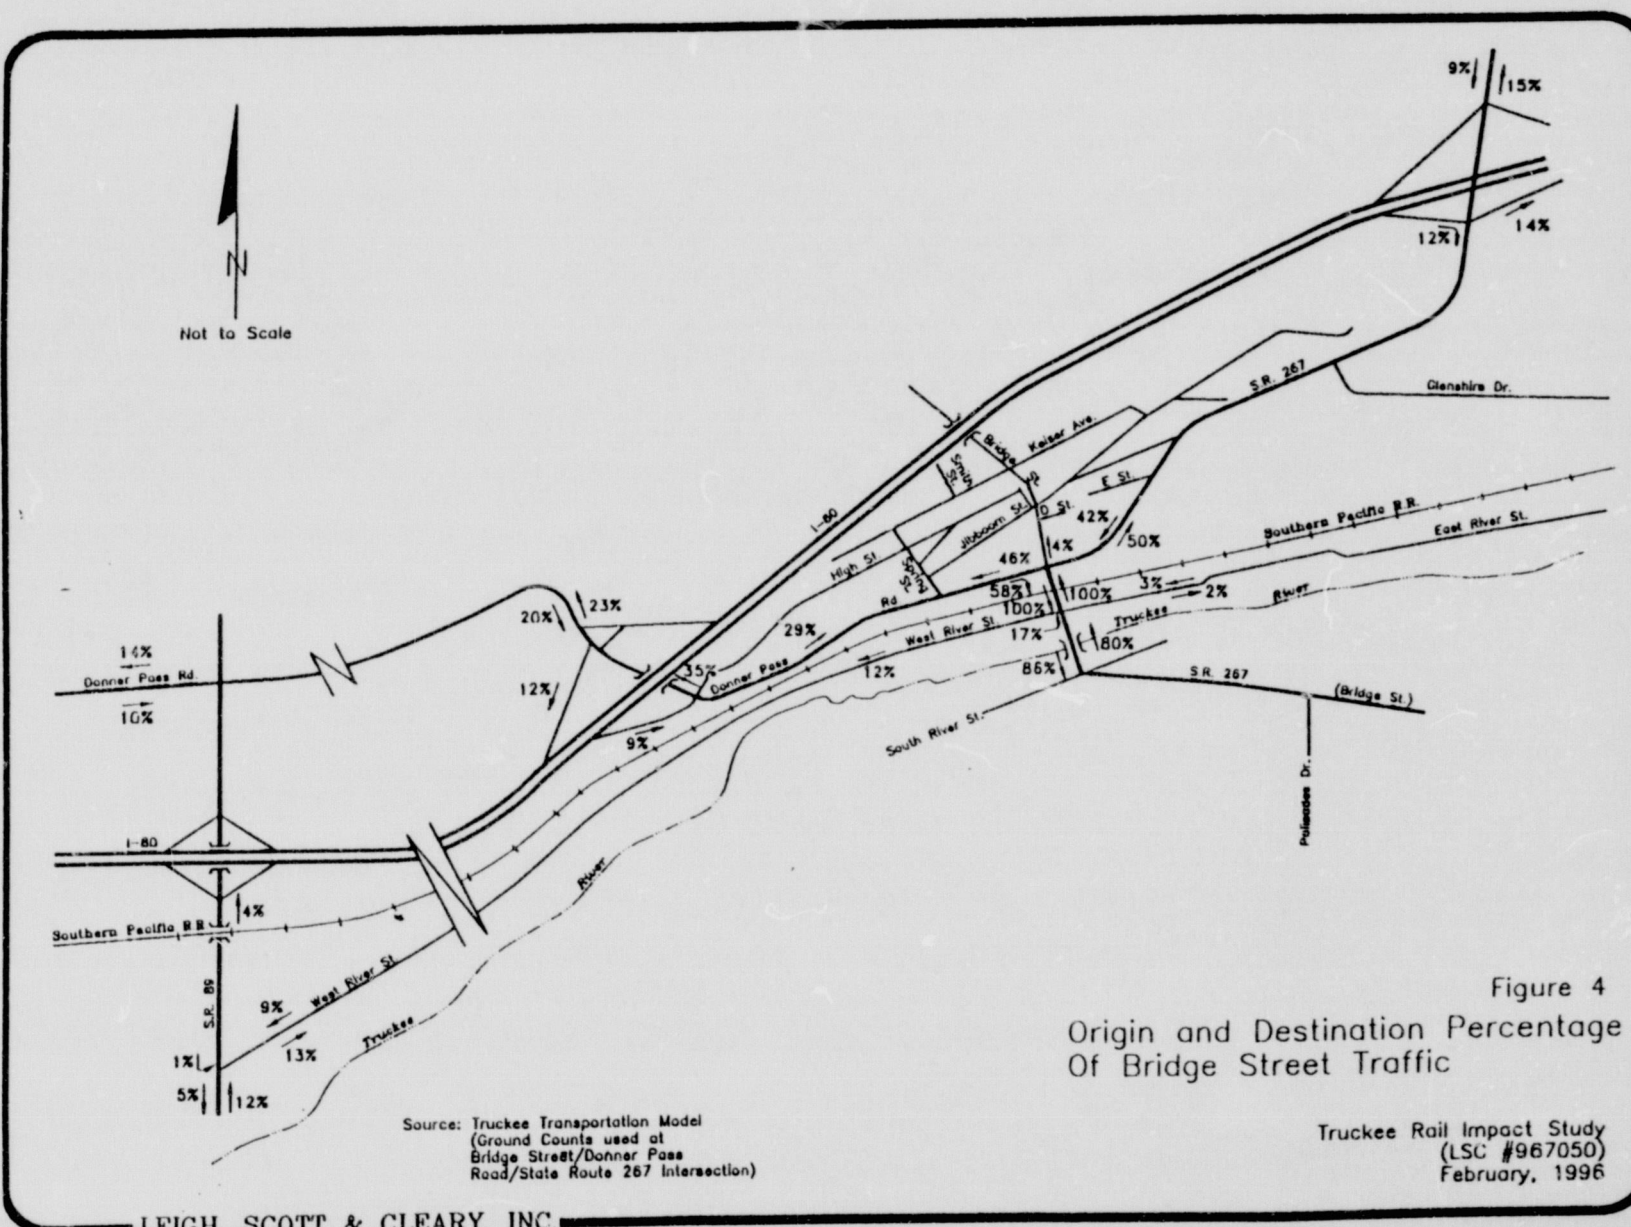 9%
15%
14%
12%
N
Not to Scale
S.R. 267
Glenshire Dr.
Keiser Ave.
Bridge
St.
Smith
St.
E St.
D St.
Jibboom St.
High St.
Spring
St.
I-80
42%
50%
4%
46%
58%
100%
100%
Southern Pacific R.R.
East River St.
3%
2%
River
Truckee
17%
80%
86%
West River St.
12%
Rd
29%
Donner Pass
35%
23%
20%
12%
9%
14%
Donner Pass Rd.
10%
S.R. 267
(Bridge St.)
South River St.
Palisades Dr.
I-80
4%
Southern Pacific R.R.
River
S.R. 89
9%
West River St.
13%
Truckee
1%
5%
12%
Figure 4
Origin and Destination Percentage
Of Bridge Street Traffic
Source: Truckee Transportation Model
(Ground Counts used at
Bridge Street/Donner Pass
Road/State Route 267 Intersection)
Truckee Rail Impact Study
(LSC #967050)
February, 1996
LEIGH, SCOTT & CLEARY, INC.